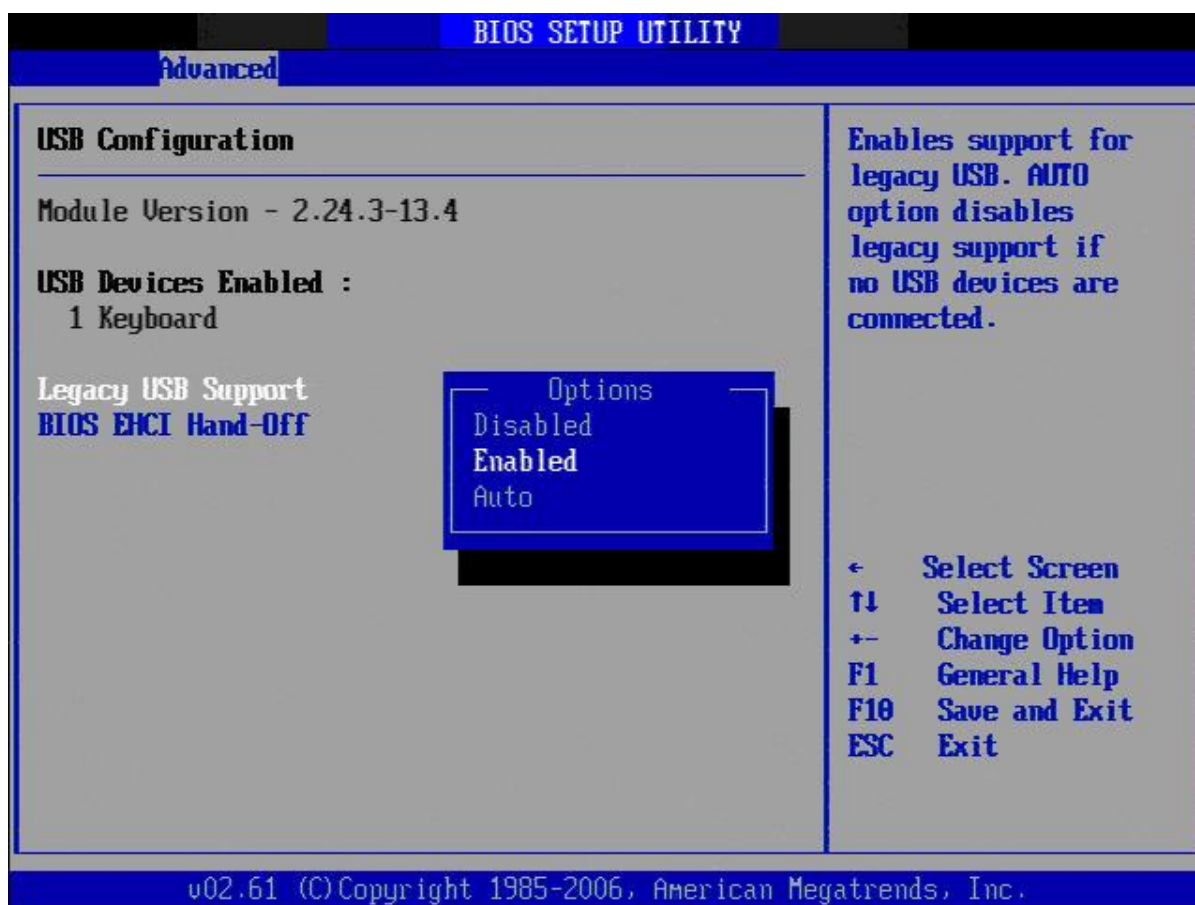 BIOS SETUP UTILITY
Advanced
USB Configuration
Module Version - 2.24.3-13.4
USB Devices Enabled :
1 Keyboard
Legacy USB Support
BIOS EHCI Hand-Off
Options
Disabled
Enabled
Auto
Enables support for
legacy USB. AUTO
option disables
legacy support if
no USB devices are
connected.
← Select Screen
↑↓ Select Item
+- Change Option
F1 General Help
F10 Save and Exit
ESC Exit
v02.61 (C)Copyright 1985-2006, American Megatrends, Inc.